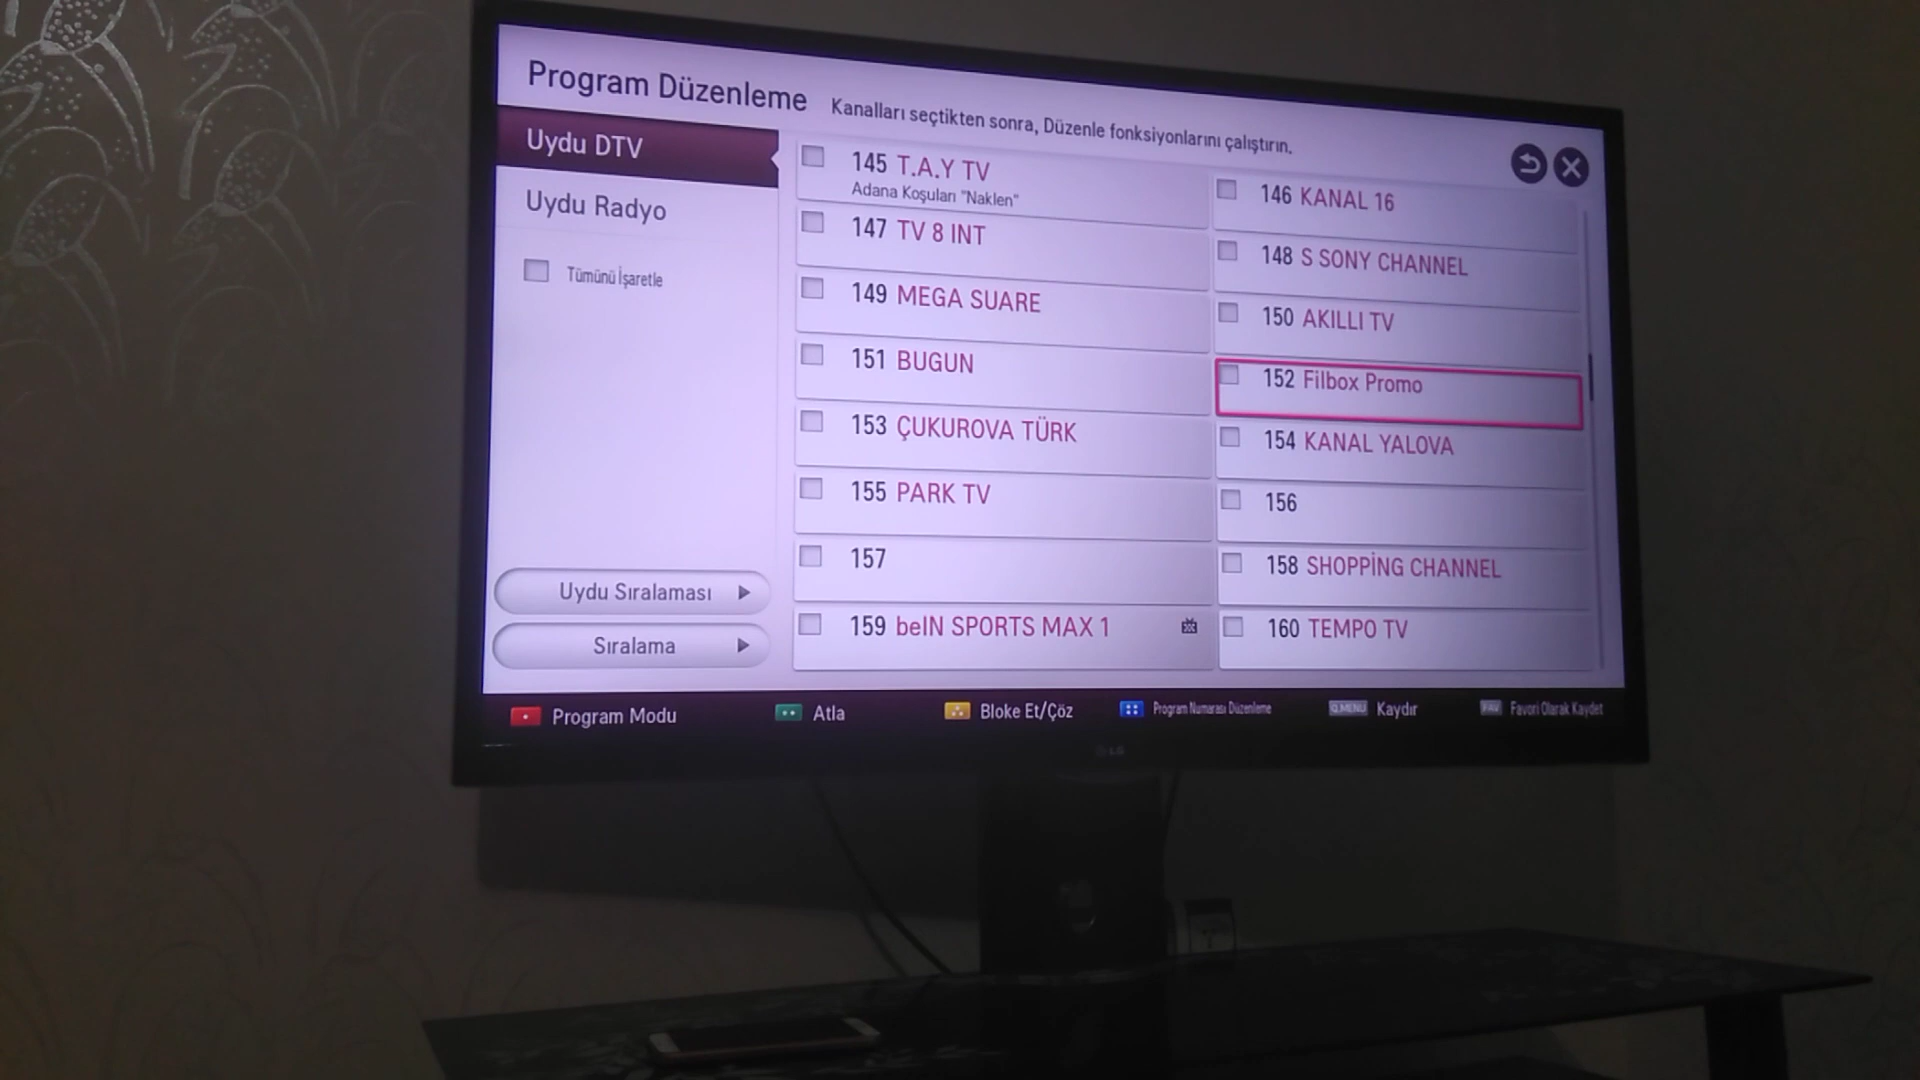 Program Düzenleme
Kanalları seçtikten sonra, Düzenle fonksiyonlarını çalıştırın.
Uydu DTV
Uydu Radyo
Tümünü İşaretle
145 T.A.Y TV
Adana Koşuları "Naklen"
146 KANAL 16
147 TV 8 INT
148 S SONY CHANNEL
149 MEGA SUARE
150 AKILLI TV
151 BUGUN
152 Filbox Promo
153 ÇUKUROVA TÜRK
154 KANAL YALOVA
155 PARK TV
156
157
158 SHOPPİNG CHANNEL
159 beIN SPORTS MAX 1
160 TEMPO TV
Uydu Sıralaması
Sıralama
Program Modu
Atla
Bloke Et/Çöz
Program Numarası Düzenleme
Q.MENU Kaydır
FAV Favori Olarak Kaydet
LG